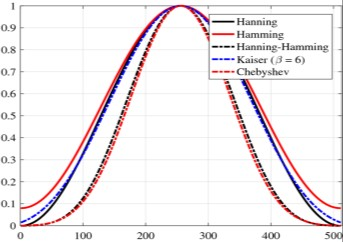 1
0.9
0.8
0.7
0.6
0.5
0.4
0.3
0.2
0.1
0
0 100 200 300 400 500
Hanning
Hamming
Hanning-Hamming
Kaiser (β = 6)
Chebyshev